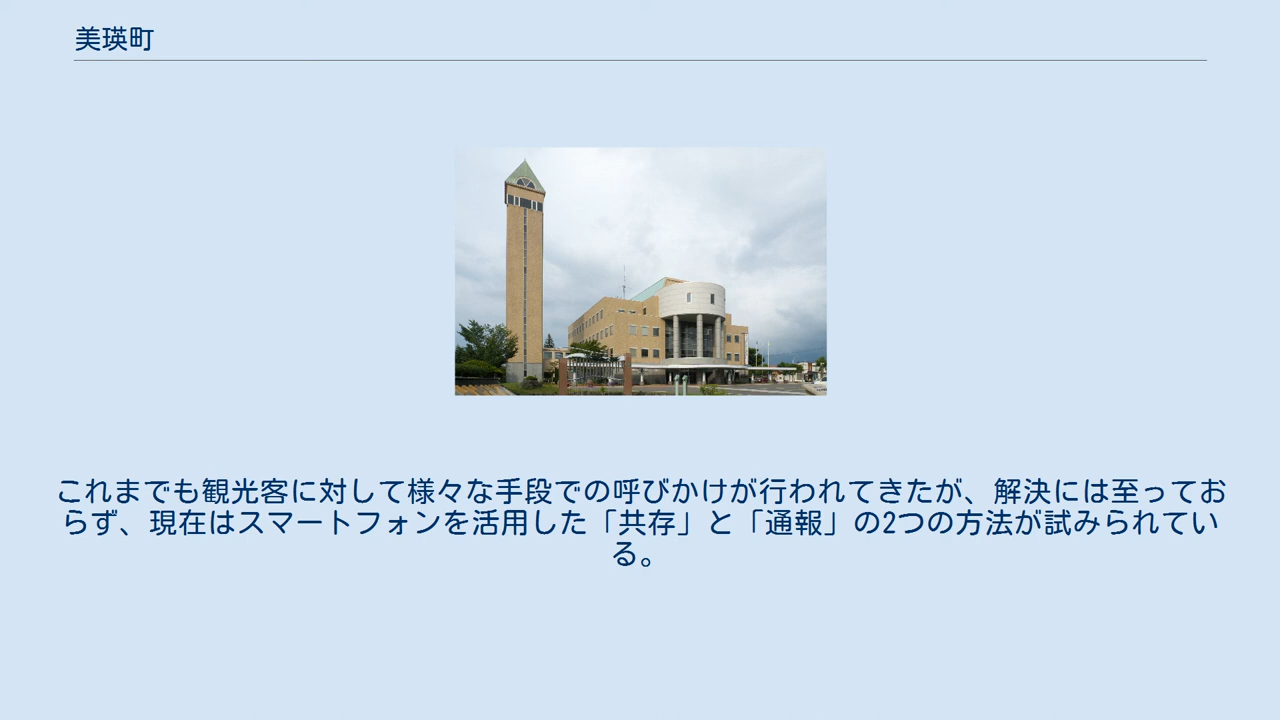 美瑛町
これまでも観光客に対して様々な手段での呼びかけが行われてきたが、解決には至ってお
らず、現在はスマートフォンを活用した「共存」と「通報」の2つの方法が試みられてい
る。